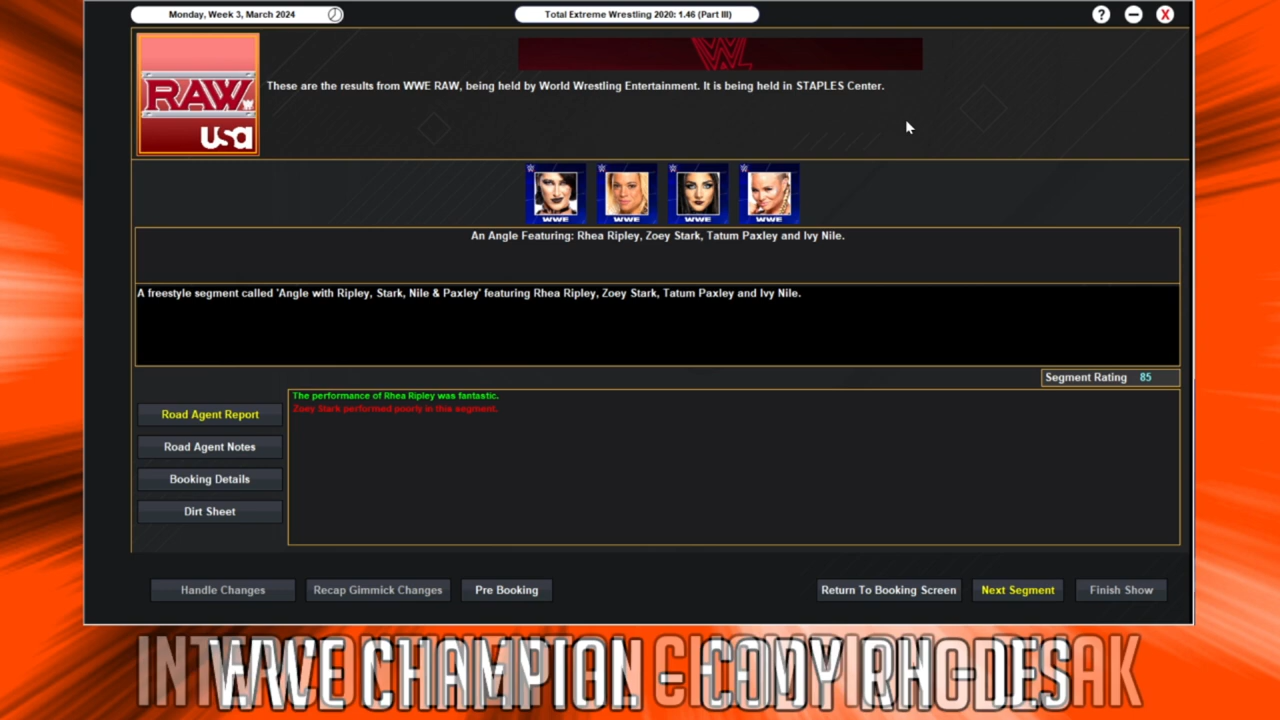 Monday, Week 3, March 2024
Total Extreme Wrestling 2020: 1.46 (Part III)
?
X
RAW
USA
These are the results from WWE RAW, being held by World Wrestling Entertainment. It is being held in STAPLES Center.
WWE WWE WWE WWE
An Angle Featuring: Rhea Ripley, Zoey Stark, Tatum Paxley and Ivy Nile.
A freestyle segment called 'Angle with Ripley, Stark, Nile & Paxley' featuring Rhea Ripley, Zoey Stark, Tatum Paxley and Ivy Nile.
Segment Rating 85
The performance of Rhea Ripley was fantastic.
Zoey Stark performed poorly in this segment.
Road Agent Report
Road Agent Notes
Booking Details
Dirt Sheet
Handle Changes
Recap Gimmick Changes
Pre Booking
Return To Booking Screen
Next Segment
Finish Show
WWE CHAMPION - CODY RHODES